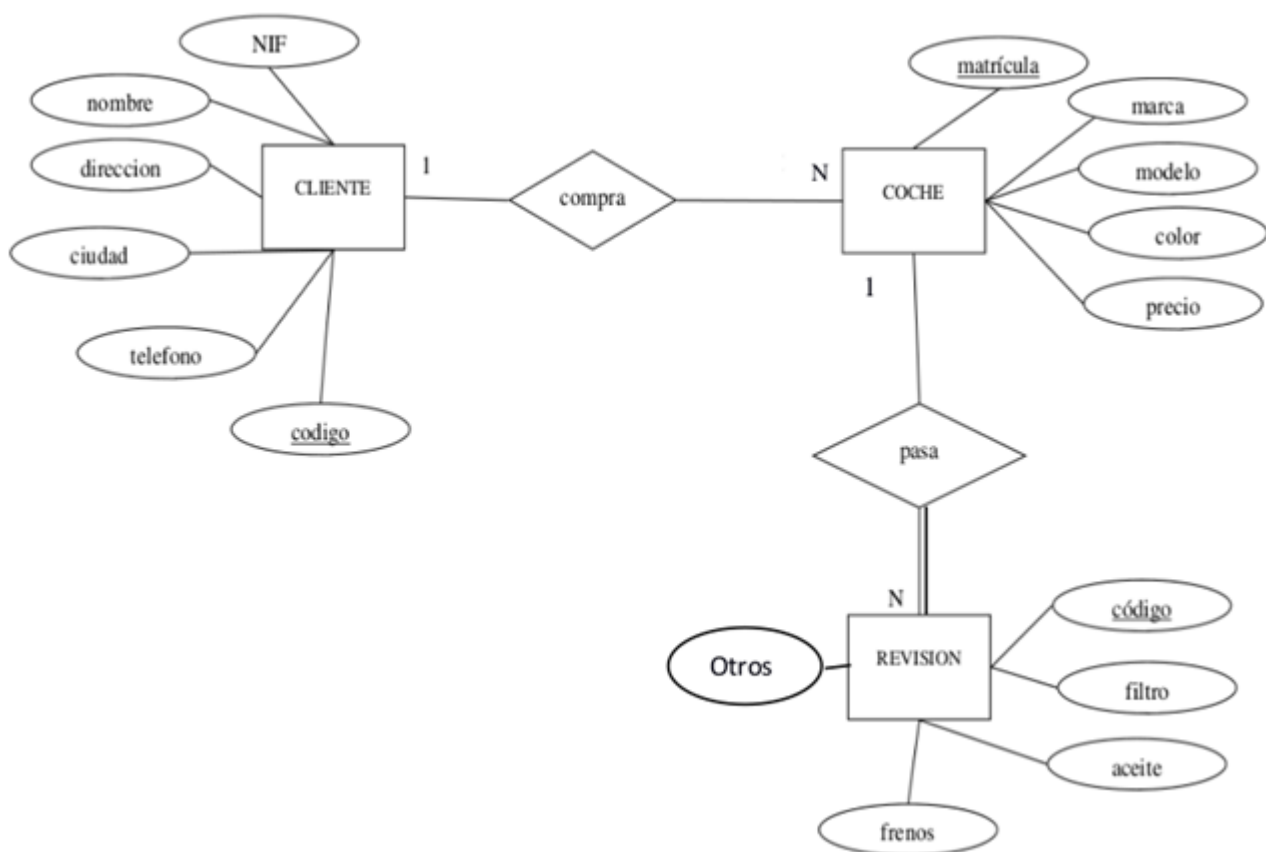 NIF
matrícula
nombre
marca
direccion
CLIENTE
1
compra
N
COCHE
modelo
ciudad
color
1
precio
telefono
codigo
pasa
N
código
Otros
REVISION
filtro
aceite
frenos